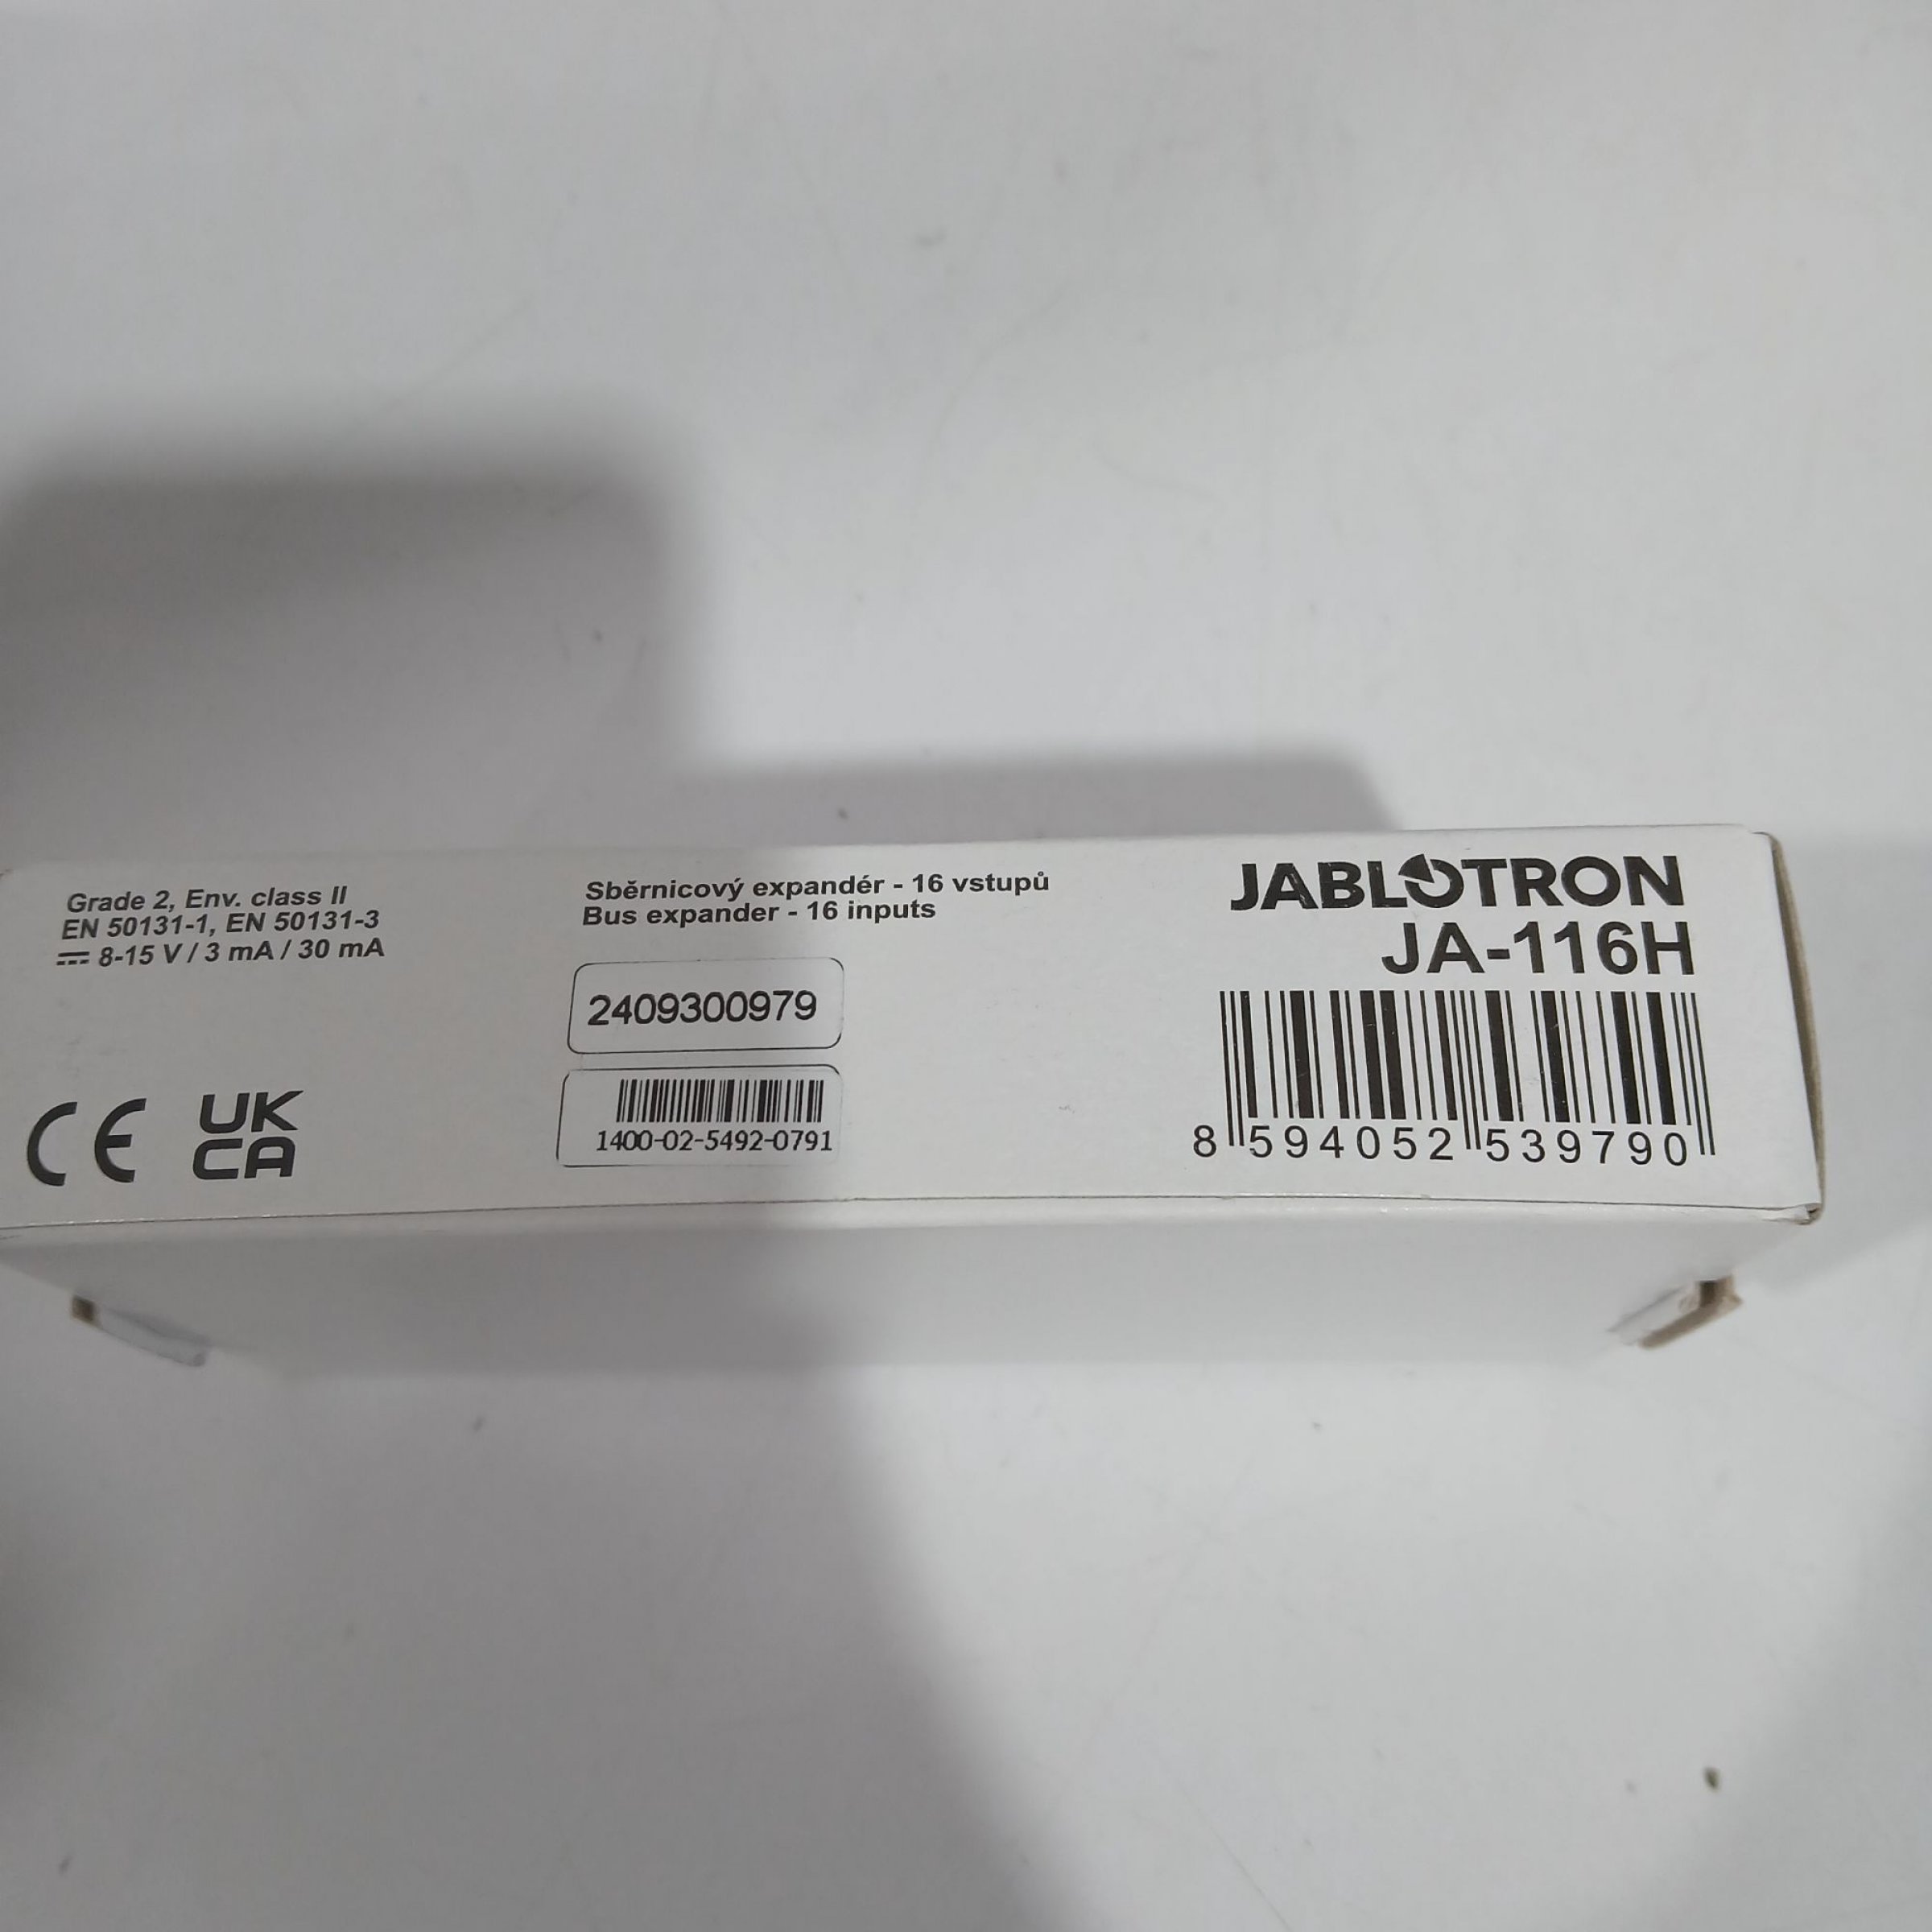 Grade 2, Env. class II
EN 50131-1, EN 50131-3
8-15 V / 3 mA / 30 mA
CE
UK
CA
Sběrnicový expandér - 16 vstupů
Bus expander - 16 inputs
2409300979
1400-02-5492-0791
JABLOTRON
JA-116H
8 594052 539790